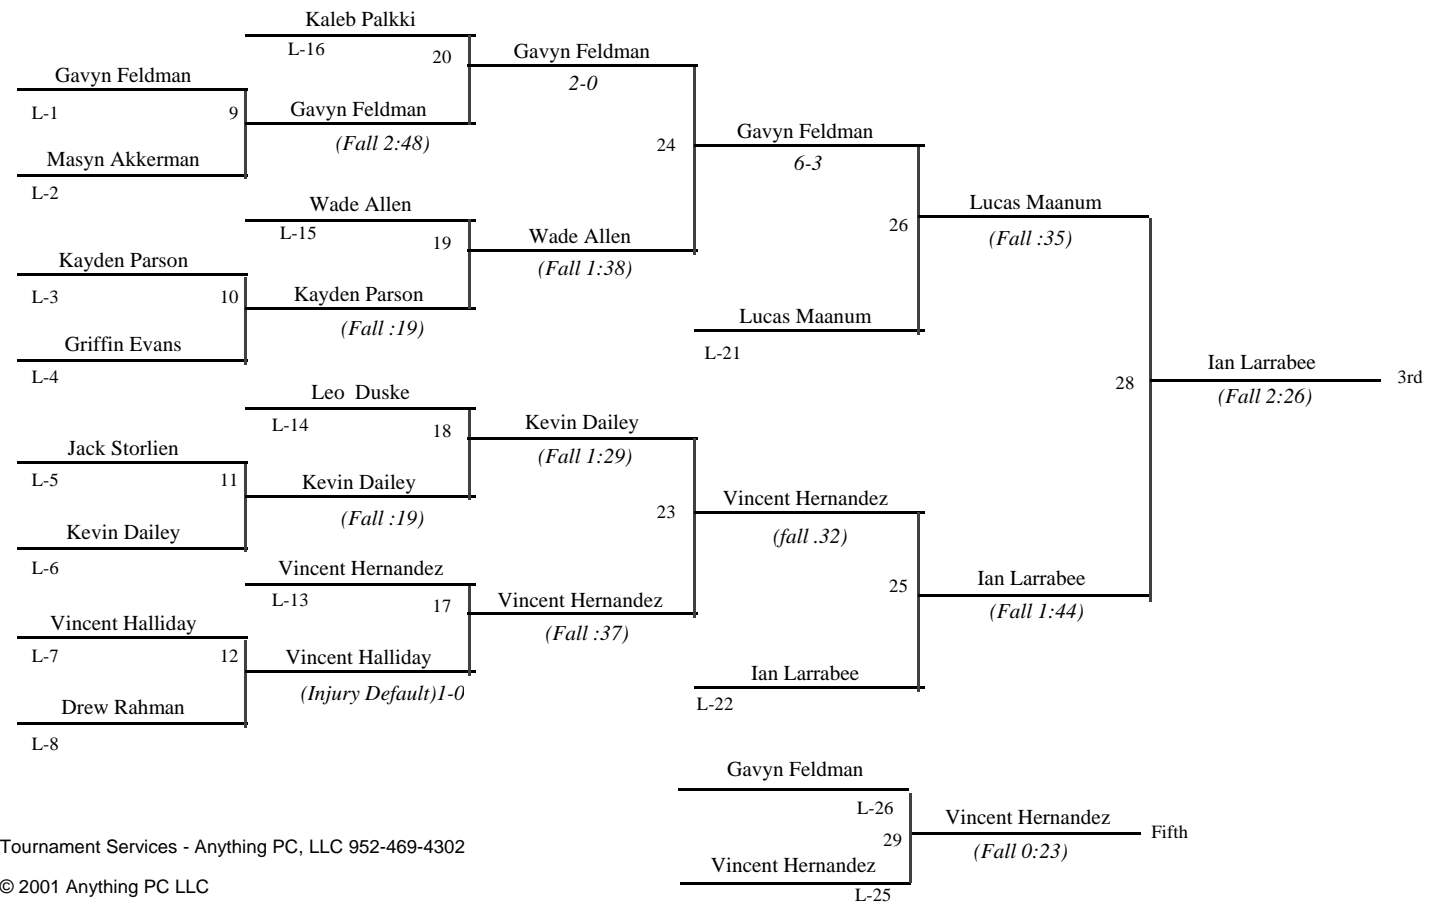 Kaleb Palkki
L-16
20
Gavyn Feldman
2-0
Gavyn Feldman
L-1
9
Gavyn Feldman
(Fall 2:48)
Masyn Akkerman
L-2
24
Gavyn Feldman
6-3
Wade Allen
L-15
19
Wade Allen
(Fall 1:38)
Kayden Parson
L-3
10
Kayden Parson
(Fall :19)
Griffin Evans
L-4
26
Lucas Maanum
(Fall :35)
Lucas Maanum
L-21
28
Ian Larrabee
(Fall 2:26)
3rd
Leo  Duske
L-14
18
Kevin Dailey
(Fall 1:29)
Jack Storlien
L-5
11
Kevin Dailey
(Fall :19)
Kevin Dailey
L-6
23
Vincent Hernandez
(fall .32)
Vincent Hernandez
L-13
17
Vincent Hernandez
(Fall :37)
Vincent Halliday
L-7
12
Vincent Halliday
(Injury Default)1-0
Drew Rahman
L-8
25
Ian Larrabee
(Fall 1:44)
Ian Larrabee
L-22
Gavyn Feldman
L-26
29
Vincent Hernandez
(Fall 0:23)
Fifth
Vincent Hernandez
L-25
Tournament Services - Anything PC, LLC 952-469-4302
© 2001 Anything PC LLC